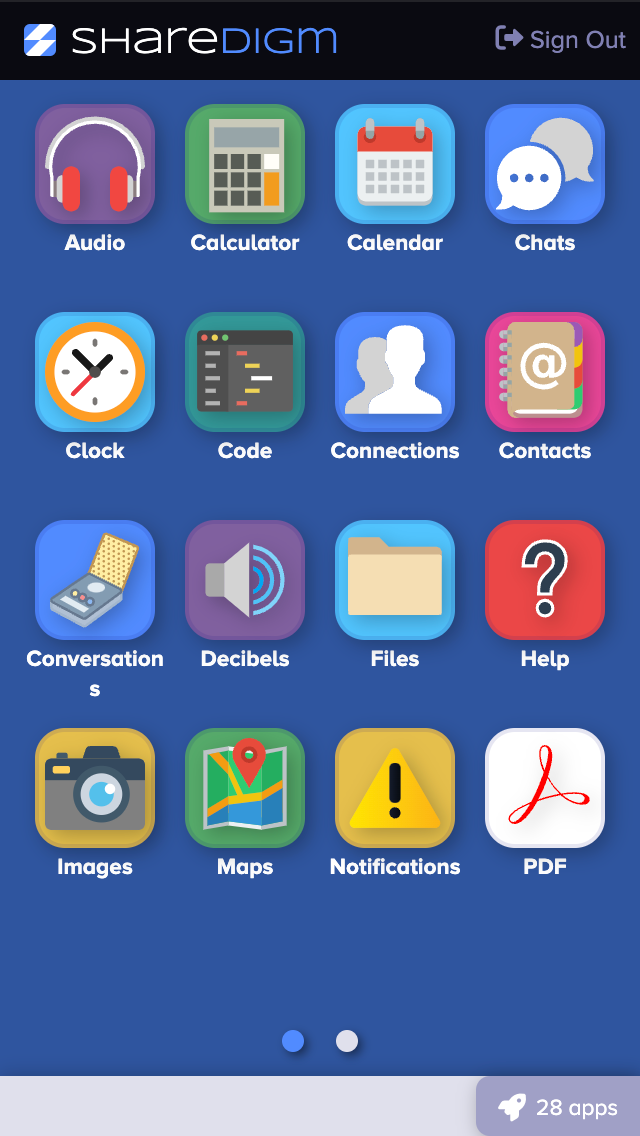 SHAREDIGM
Sign Out
Audio
Calculator
Calendar
Chats
Clock
Code
Connections
@
Contacts
Conversation
s
Decibels
Files
?
Help
Images
Maps
!
Notifications
PDF
28 apps